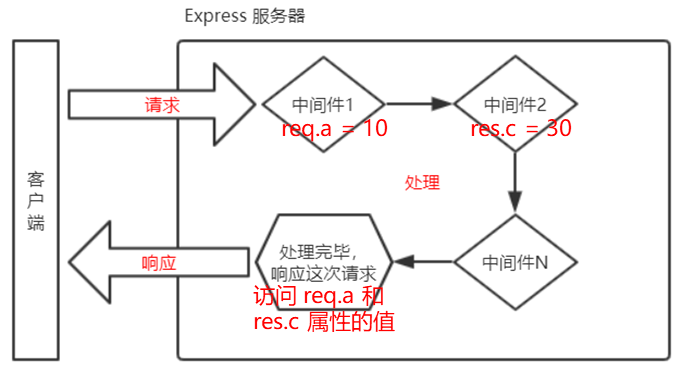 Express 服务器
客户端
请求
中间件1
req.a = 10
中间件2
res.c = 30
处理
中间件N
处理完毕，
响应这次请求
访问 req.a 和
res.c 属性的值
响应